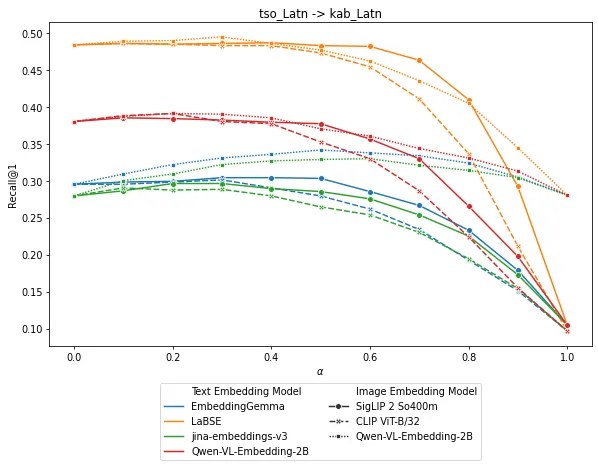 tso_Latn -> kab_Latn
Recall@1
0.50
0.45
0.40
0.35
0.30
0.25
0.20
0.15
0.10
0.0 0.2 0.4 0.6 0.8 1.0
α
Text Embedding Model
EmbeddingGemma
LaBSE
jina-embeddings-v3
Qwen-VL-Embedding-2B
Image Embedding Model
SigLIP 2 So400m
CLIP ViT-B/32
Qwen-VL-Embedding-2B